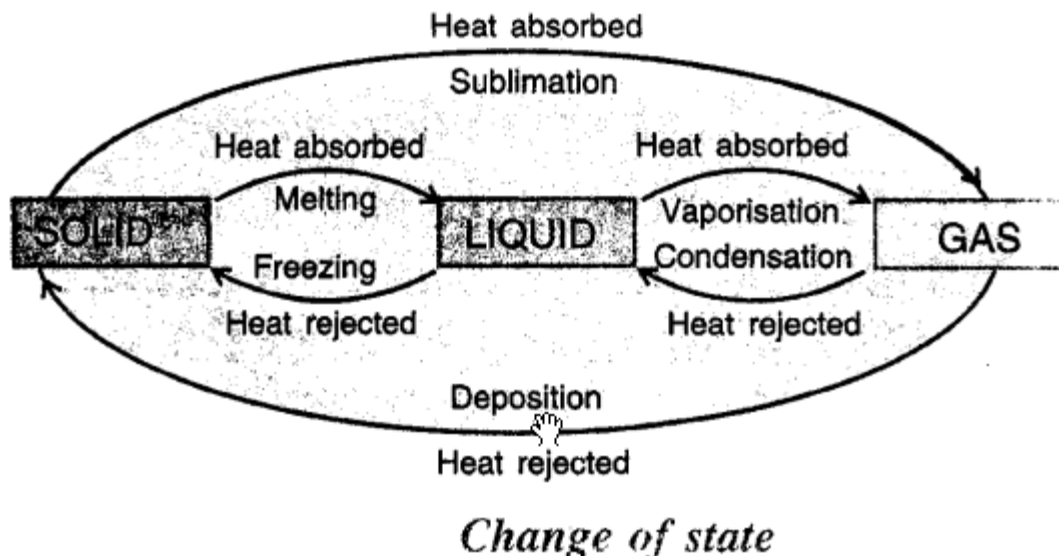 Heat absorbed
Sublimation
Heat absorbed
Heat absorbed
Melting
Vaporisation
SOLID
LIQUID
GAS
Freezing
Condensation
Heat rejected
Heat rejected
Deposition
Heat rejected
Change of state